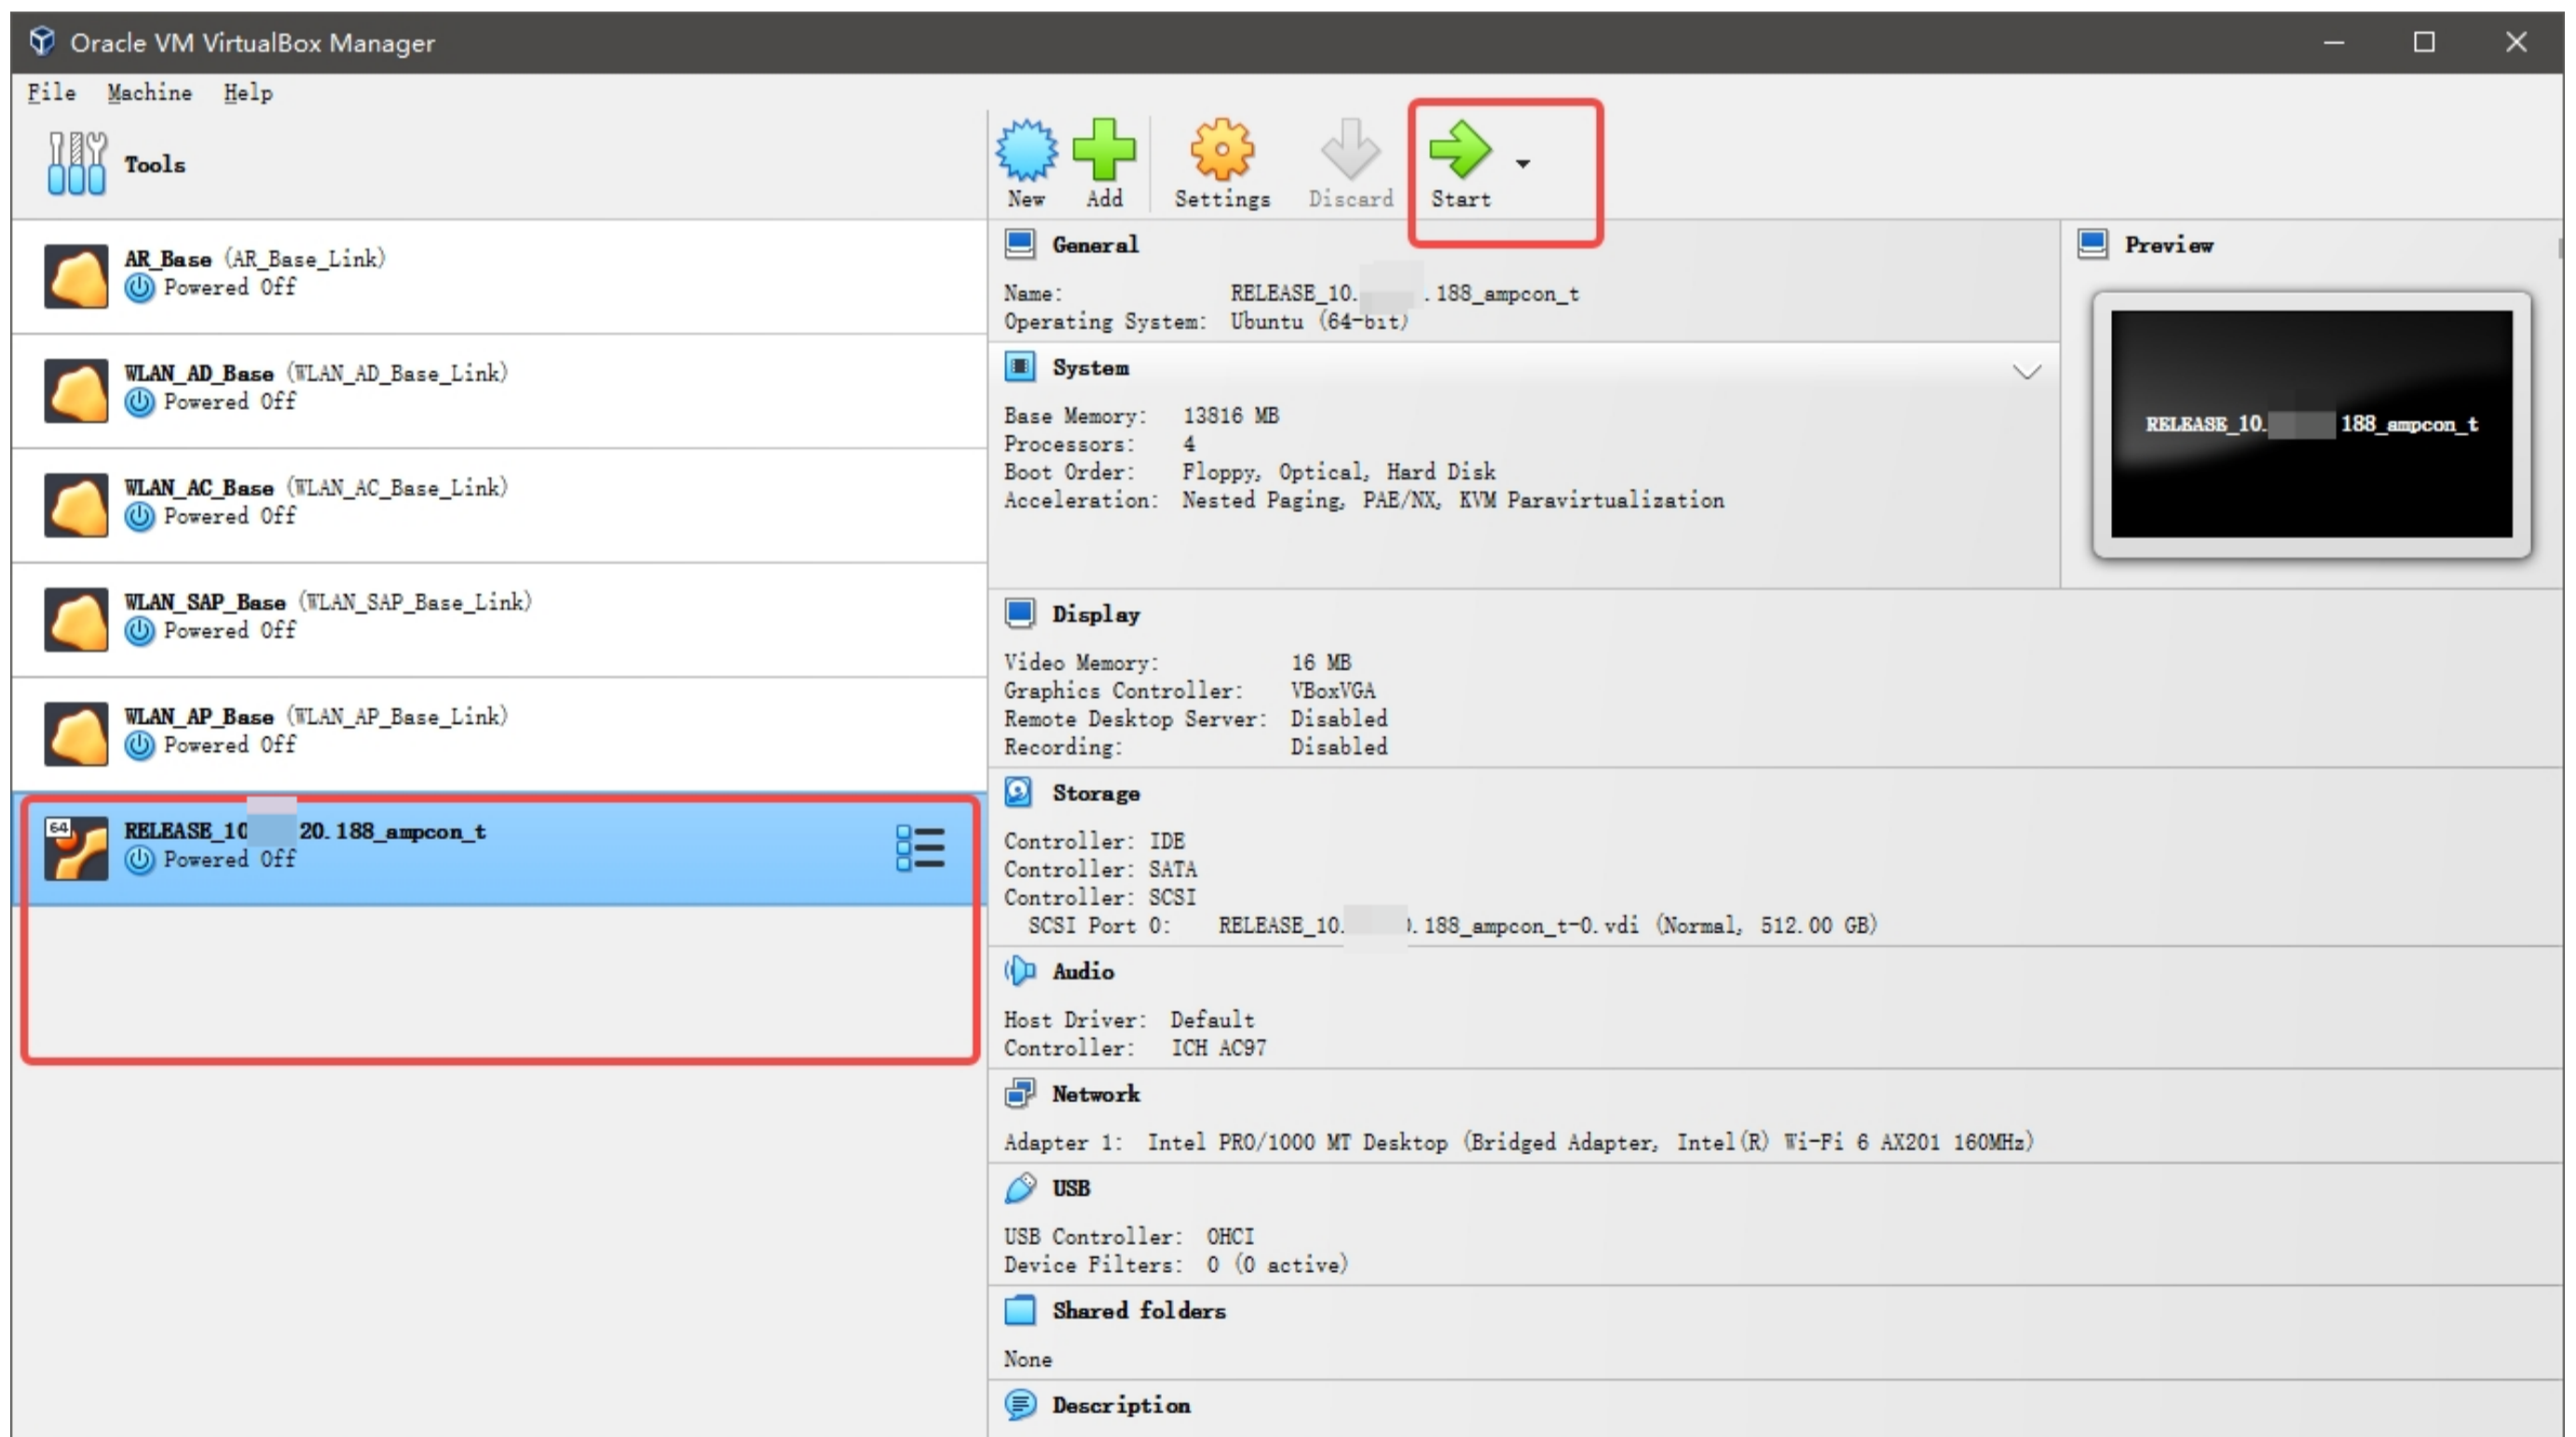 Oracle VM VirtualBox Manager
File Machine Help
Tools
New Add Settings Discard Start
AR_Base (AR_Base_Link)
Powered Off
WLAN_AD_Base (WLAN_AD_Base_Link)
Powered Off
WLAN_AC_Base (WLAN_AC_Base_Link)
Powered Off
WLAN_SAP_Base (WLAN_SAP_Base_Link)
Powered Off
WLAN_AP_Base (WLAN_AP_Base_Link)
Powered Off
64
RELEASE_10 20.188_ampcon_t
Powered Off
General
Name: RELEASE_10. .188_ampcon_t
Operating System: Ubuntu (64-bit)
System
Base Memory: 13816 MB
Processors: 4
Boot Order: Floppy, Optical, Hard Disk
Acceleration: Nested Paging, PAE/NX, KVM Paravirtualization
Preview
RELEASE_10. 188_ampcon_t
Display
Video Memory: 16 MB
Graphics Controller: VBoxVGA
Remote Desktop Server: Disabled
Recording: Disabled
Storage
Controller: IDE
Controller: SATA
Controller: SCSI
SCSI Port 0: RELEASE_10. .188_ampcon_t-0.vdi (Normal, 512.00 GB)
Audio
Host Driver: Default
Controller: ICH AC97
Network
Adapter 1: Intel PRO/1000 MT Desktop (Bridged Adapter, Intel(R) Wi-Fi 6 AX201 160MHz)
USB
USB Controller: OHCI
Device Filters: 0 (0 active)
Shared folders
None
Description